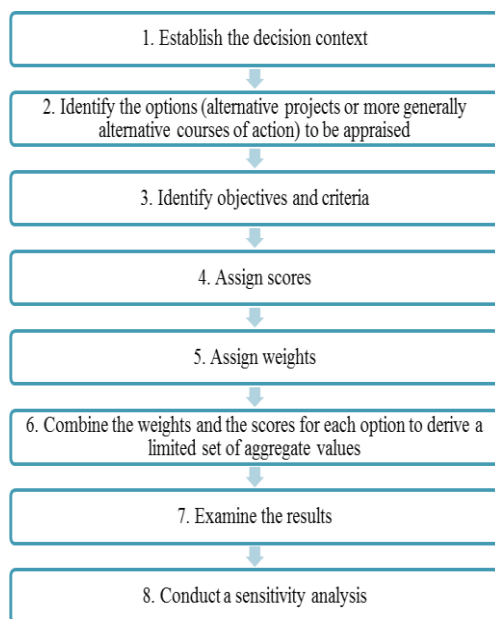 1. Establish the decision context
2. Identify the options (alternative projects or more generally
alternative courses of action) to be appraised
3. Identify objectives and criteria
4. Assign scores
5. Assign weights
6. Combine the weights and the scores for each option to derive a
limited set of aggregate values
7. Examine the results
8. Conduct a sensitivity analysis